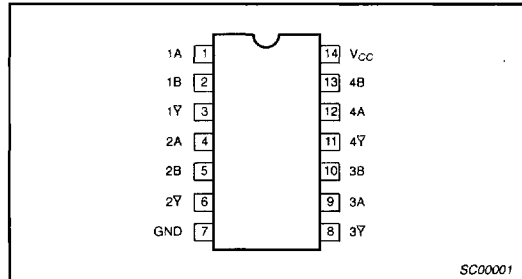 1A 1 14 VCC
1B 2 13 4B
1Y̅ 3 12 4A
2A 4 11 4Y̅
2B 5 10 3B
2Y̅ 6 9 3A
GND 7 8 3Y̅
SC00001